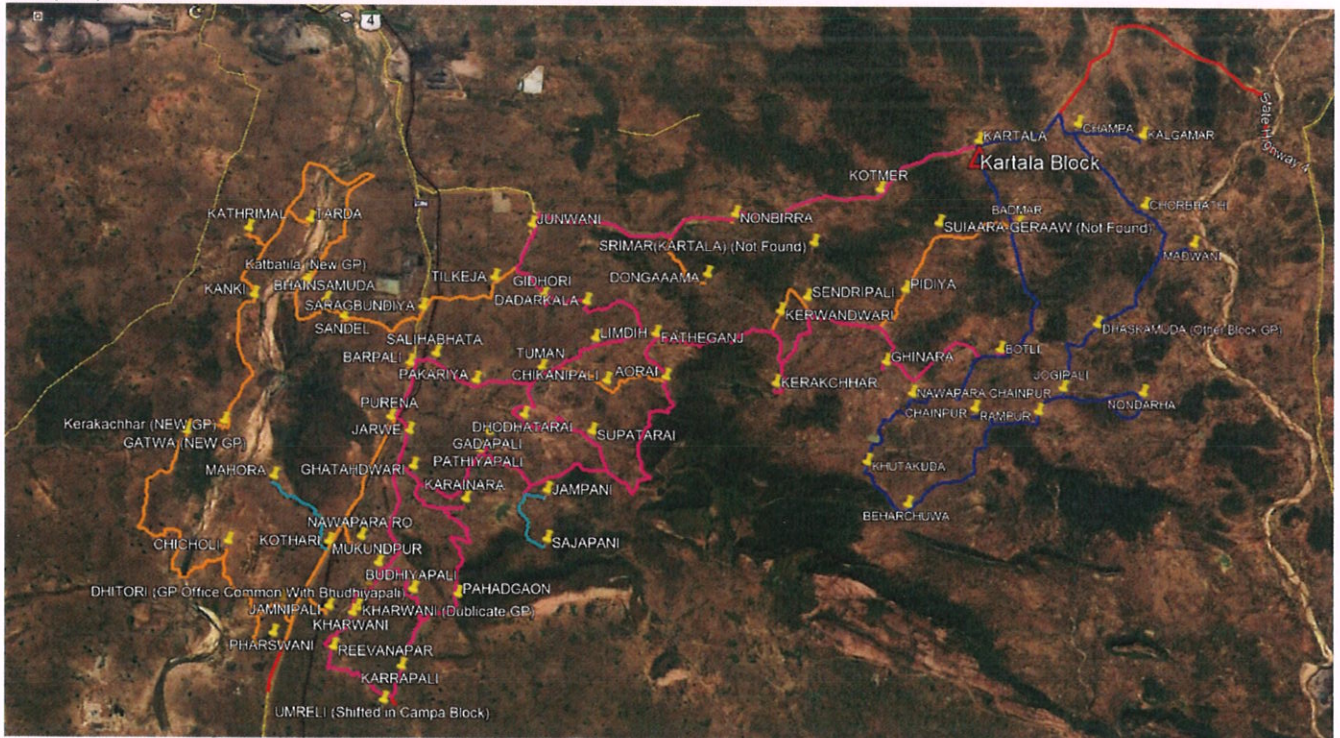 4
KARTALA
CHAMPA
KALGAMAR
State Highway 4
Kartala Block
KOTMER
KATHRIMAL
TARDA
JUNWANI
NONBIRRA
BADMAR
CHORBHATHI
SUIAARA GERAAW (Not Found)
SRIMAR(KARTALA) (Not Found)
MADWANI
Katbatila (New GP)
TILKEJA
GIDHORI
DONGAAAMA
KANKI
BHAINSAMUDA
DADARKALA
SENDRIPALI
PIDIYA
SARAGBUNDIYA
KERWANDWARI
SANDEL
DHASKAMUDA (Other Block GP)
SALIHABHATA
LIMDIH
FATHEGANJ
BARPALI
TUMAN
GHINARA
BOTLI
PAKARIYA
CHIKANIPALI
AORAI
KERAKCHHAR
JOGIPALI
NAWAPARA CHAINPUR
NONDARHA
PURENA
CHAINPUR
RAMPUR
Kerakachhar (NEW GP)
JARWE
DHODHATARAI
SUPATARAI
GATWA (NEW GP)
GADAPALI
MAHORA
GHATAHDWARI
PATHIYAPALI
KHUTAKUDA
KARAINARA
JAMPANI
BEHARCHUWA
NAWAPARA RO
CHICHOLI
KOTHARI
MUKUNDPUR
SAJAPANI
BUDHIYAPALI
DHITORI (GP Office Common With Bhudhiyapali)
PAHADGAON
JAMNIPALI
KHARWANI (Dublicate GP)
KHARWANI
PHARSWANI
REEVANAPAR
KARRAPALI
UMRELI (Shifted in Campa Block)